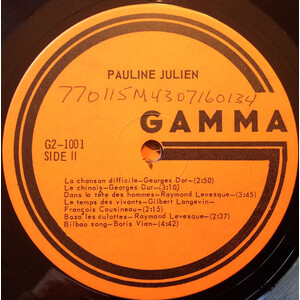 PAULINE JULIEN
770115M4307160134
GAMMA
G2-1001
SIDE II
La chanson difficile-Georges Dor-(2:50)
Le chinois-Georges Dor-(3:10)
Dans la tête des hommes-Raymond Levesque-(3:45)
Le temps des vivants-Gilbert Langevin-
François Cousineau-(2:15)
Bozo les culottes-Raymond Levesque-(2:37)
Bilbao song-Boris Vian-(4:42)